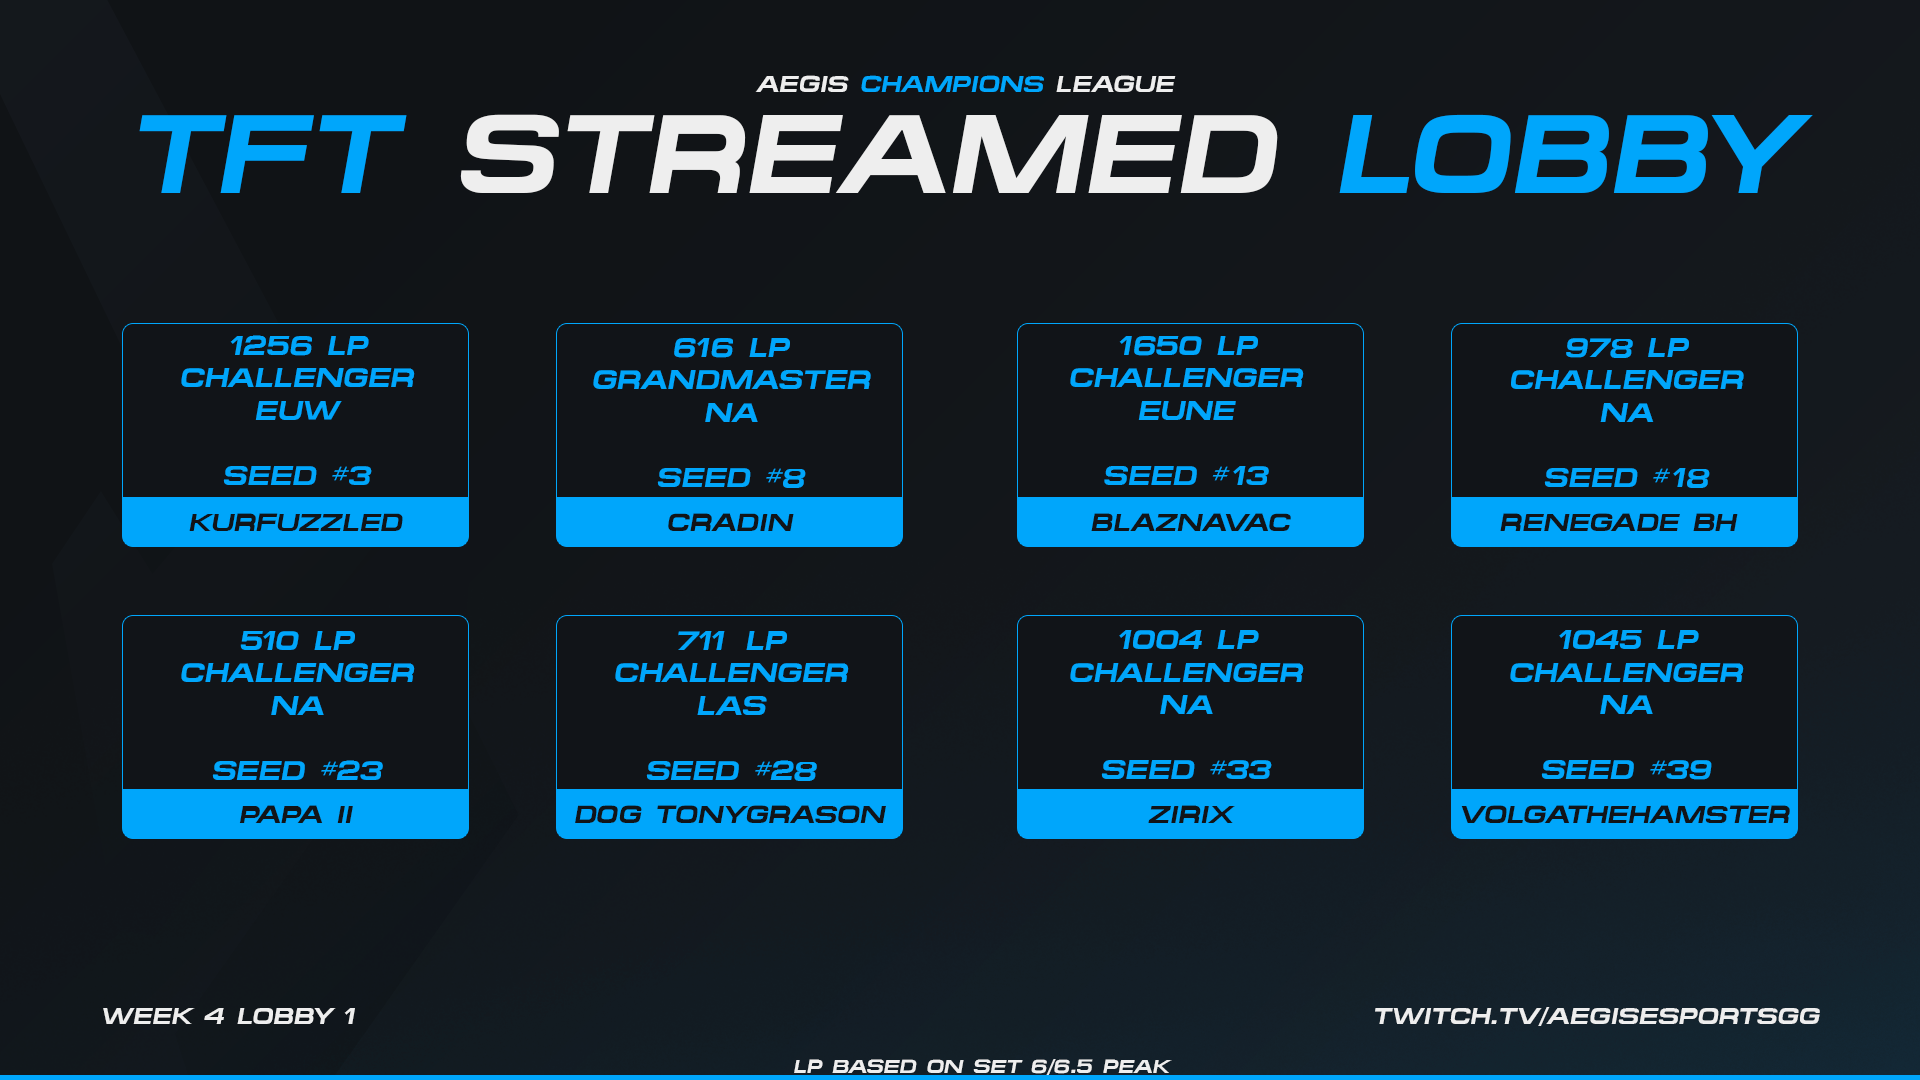 AEGIS CHAMPIONS LEAGUE
TFT STREAMED LOBBY
1256 LP
CHALLENGER
EUW
SEED #3
KURFUZZLED
616 LP
GRANDMASTER
NA
SEED #8
CRADIN
1650 LP
CHALLENGER
EUNE
SEED #13
BLAZNAVAC
978 LP
CHALLENGER
NA
SEED #18
RENEGADE BH
510 LP
CHALLENGER
NA
SEED #23
PAPA II
711 LP
CHALLENGER
LAS
SEED #28
DOG TONYGRASON
1004 LP
CHALLENGER
NA
SEED #33
ZIRIX
1045 LP
CHALLENGER
NA
SEED #39
VOLGATHEHAMSTER
WEEK 4 LOBBY 1
TWITCH.TV/AEGISESPORTSGG
LP BASED ON SET 6/6.5 PEAK